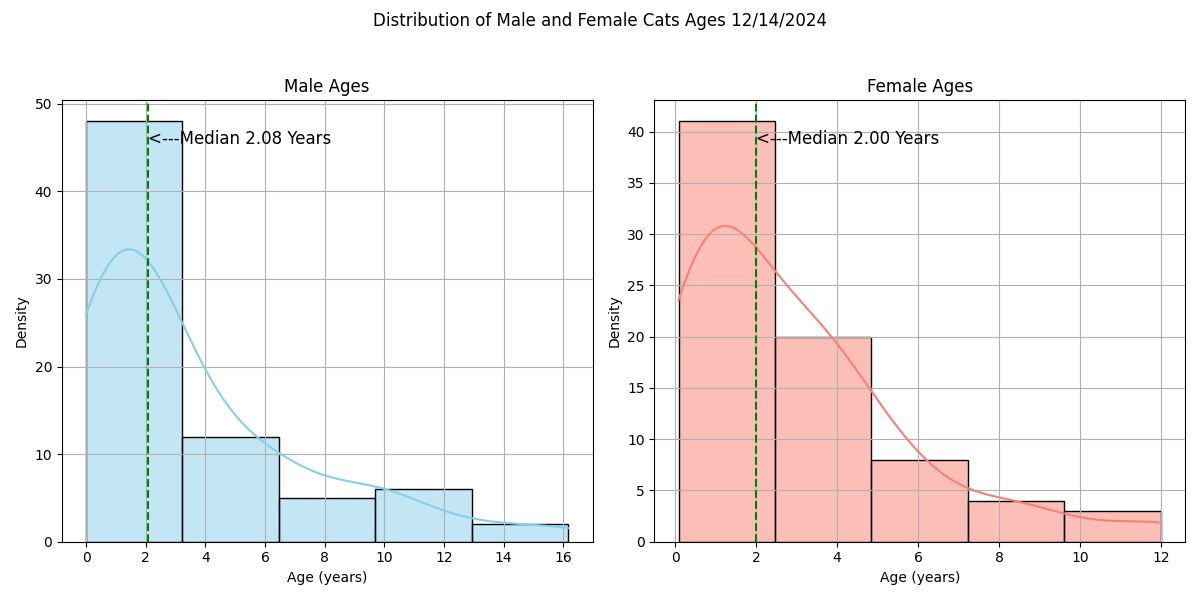 Distribution of Male and Female Cats Ages 12/14/2024
Male Ages
50
40
30
20
10
0
Density
<---Median 2.08 Years
0 2 4 6 8 10 12 14 16
Age (years)
Female Ages
40
35
30
25
20
15
10
5
0
Density
<---Median 2.00 Years
0 2 4 6 8 10 12
Age (years)